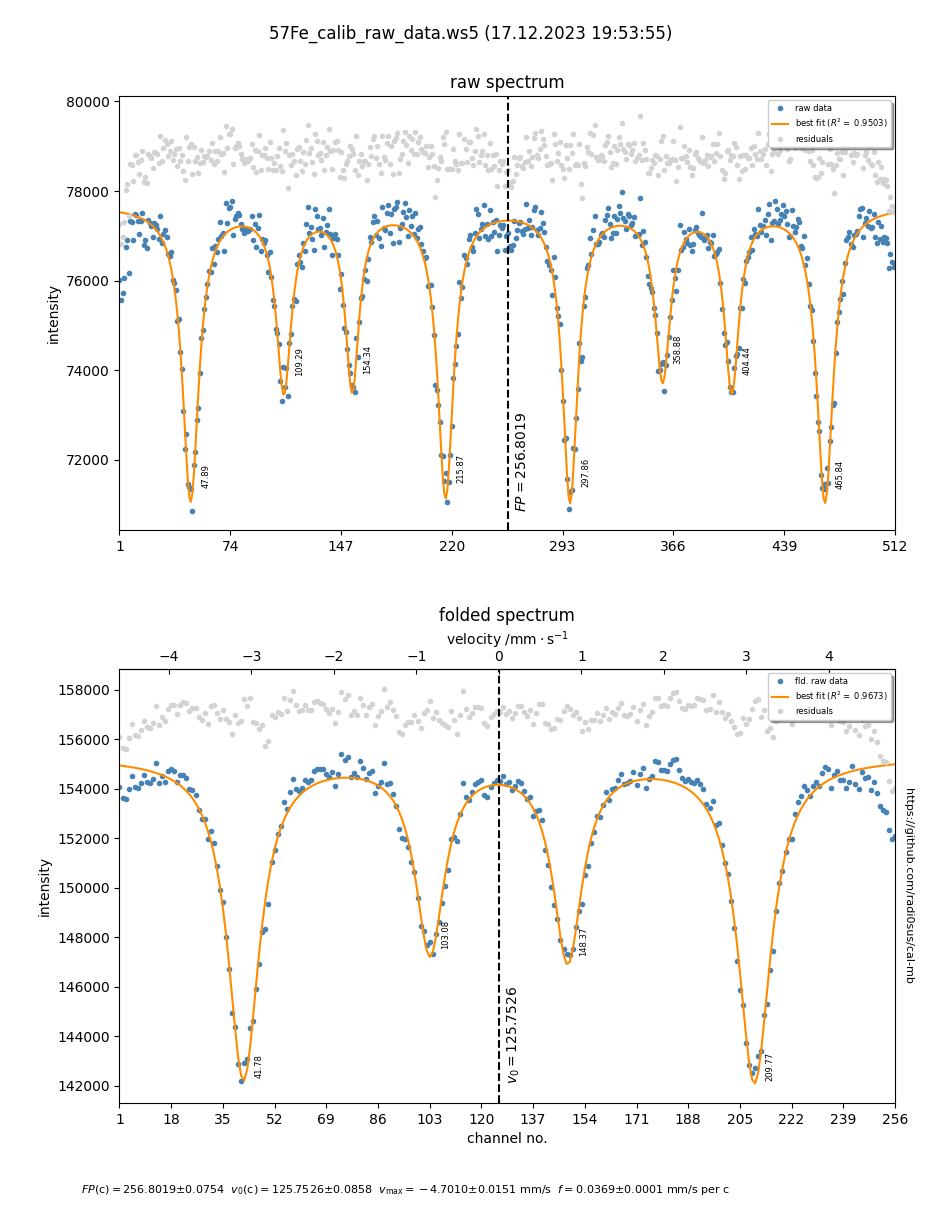 57Fe_calib_raw_data.ws5 (17.12.2023 19:53:55)
raw spectrum
80000
78000
76000
74000
72000
intensity
raw data
best fit (R² = 0.9503)
residuals
47.89
109.29
154.34
215.87
FP = 256.8019
297.86
358.88
404.44
465.84
1 74 147 220 293 366 439 512
folded spectrum
velocity /mm · s⁻¹
−4 −3 −2 −1 0 1 2 3 4
158000
156000
154000
152000
150000
148000
146000
144000
142000
intensity
fld. raw data
best fit (R² = 0.9673)
residuals
41.78
103.08
v₀ = 125.7526
148.37
209.77
1 18 35 52 69 86 103 120 137 154 171 188 205 222 239 256
channel no.
https://github.com/radi0sus/cal-mb
FP(c) = 256.8019±0.0754 v₀(c) = 125.7526±0.0858 vₘₐₓ = −4.7010±0.0151 mm/s f = 0.0369±0.0001 mm/s per c